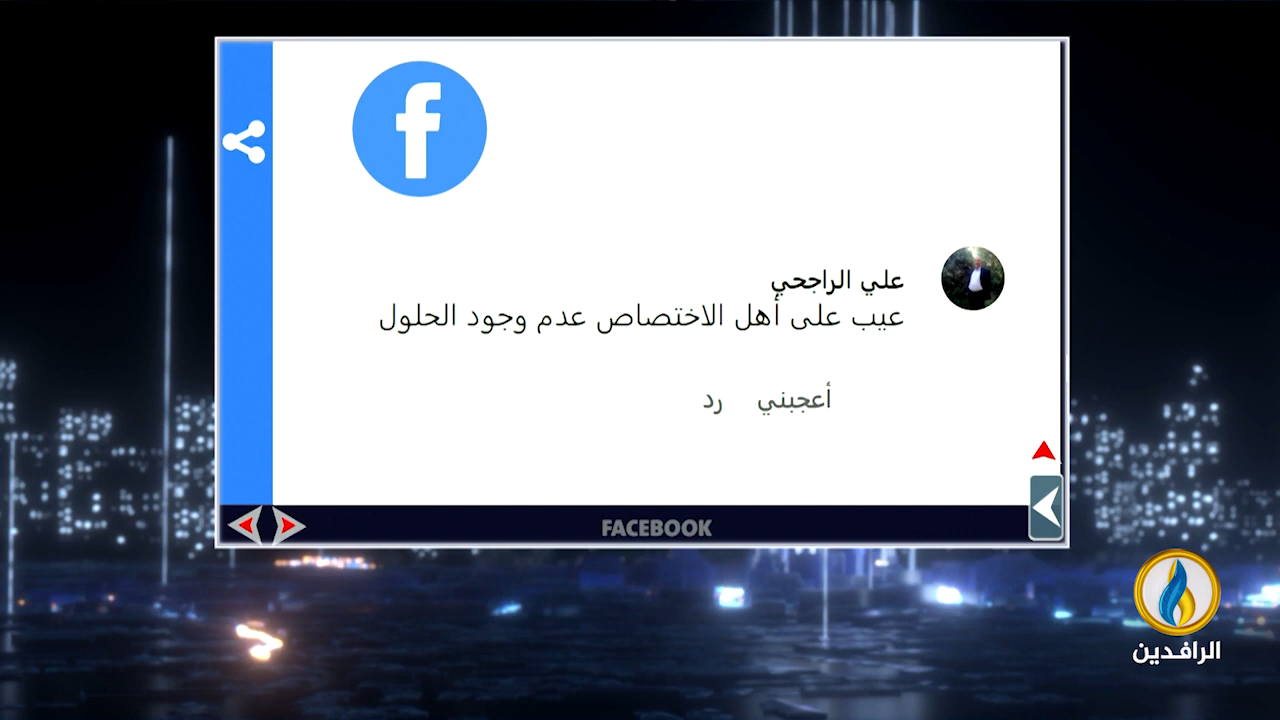 علي الراجحي
عيب على أهل الاختصاص عدم وجود الحلول
أعجبني رد
FACEBOOK
الرافدين